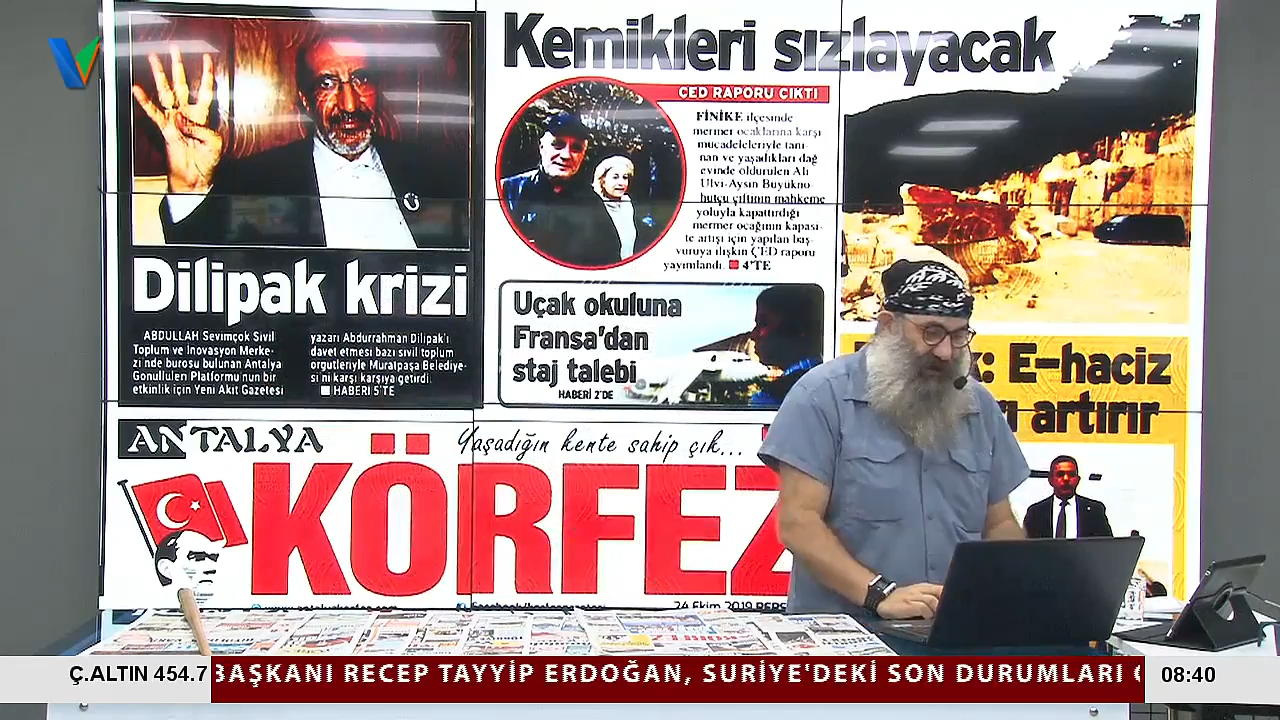 Kemikleri sızlayacak
ÇED RAPORU ÇIKTI
FİNİKE ilçesinde
mermer ocaklarına karşı
mücadeleleriyle tanı-
nan ve yaşadıkları dağ
evinde öldürülen Ali
Ulvi-Aysin Büyükno-
hutçu çiftinin mahkeme
yoluyla kapattırdığı
mermer ocağının kapasi-
te artışı için yapılan baş-
vuruya ilişkin ÇED raporu
yayımlandı. 4'TE
Dilipak krizi
ABDULLAH Sevimçok Sivil
Toplum ve İnovasyon Merke-
zi'nde bürosu bulunan Antalya
Gönüllüleri Platformu'nun bir
etkinlik için Yeni Akit Gazetesi
yazarı Abdurrahman Dilipak'ı
davet etmesi bazı sivil toplum
örgütleriyle Muratpaşa Belediye-
si'ni karşı karşıya getirdi.
HABERİ 5'TE
Uçak okuluna
Fransa'dan
staj talebi
HABERİ 2'DE
: E-haciz
artırır
ANTALYA
Yaşadığın kente sahip çık...
KÖRFEZ
24 Ekim 2019
Ç.ALTIN 454.7
BAŞKANI RECEP TAYYİP ERDOĞAN, SURİYE'DEKİ SON DURUMLARI
08:40